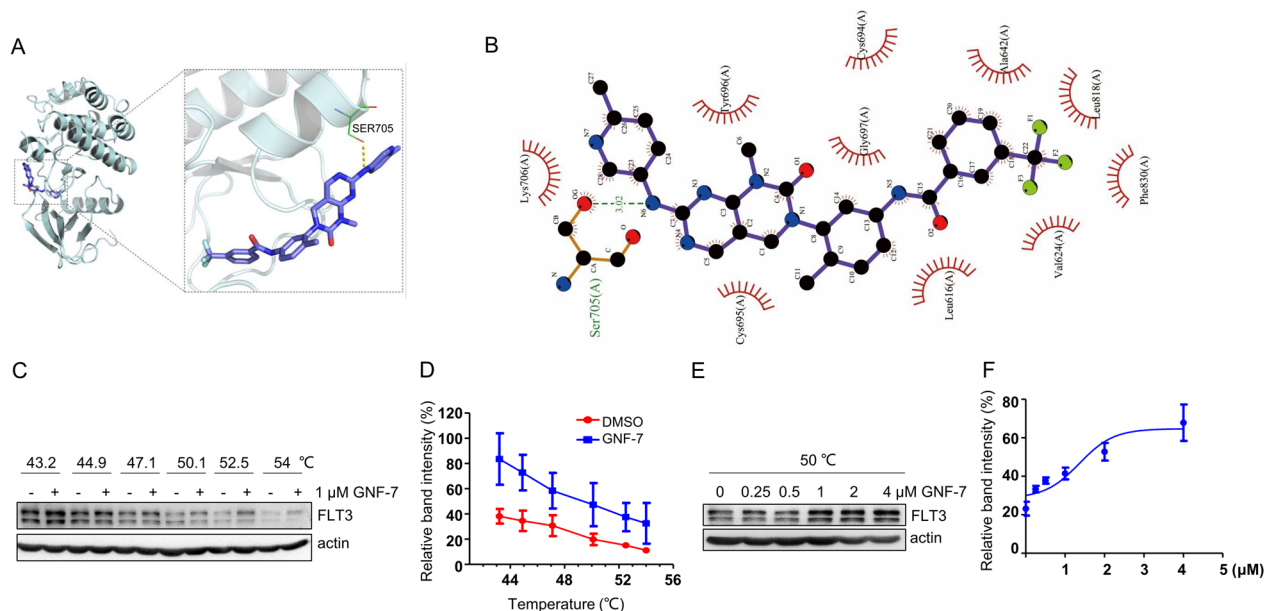 A
SER705
B
Cys694(A)
Ala642(A)
Tyr696(A)
Leu818(A)
Gly697(A)
Lys706(A)
Phe830(A)
Val624(A)
Leu616(A)
Cys695(A)
Ser705(A)
3.02
C27
N7
C26
C25
C24
C23
C28
N6
OG
CB
O
C
CA
N
N3
C3
N4
C5
C2
C1
C6
N2
O1
C4
N1
C14
C8
C9
C10
C11
C12
C13
N5
C15
O2
C16
C17
C21
C20
C19
C18
C22
F1
F2
F3
C
43.2 44.9 47.1 50.1 52.5 54 ℃
- + - + - + - + - + - + 1 μM GNF-7
FLT3
actin
D
Relative band intensity (%)
120
100
80
60
40
20
0
44 48 52 56
Temperature (℃)
DMSO
GNF-7
E
50 ℃
0 0.25 0.5 1 2 4 μM GNF-7
FLT3
actin
F
Relative band intensity (%)
80
60
40
20
0
1 2 3 4 5 (μM)